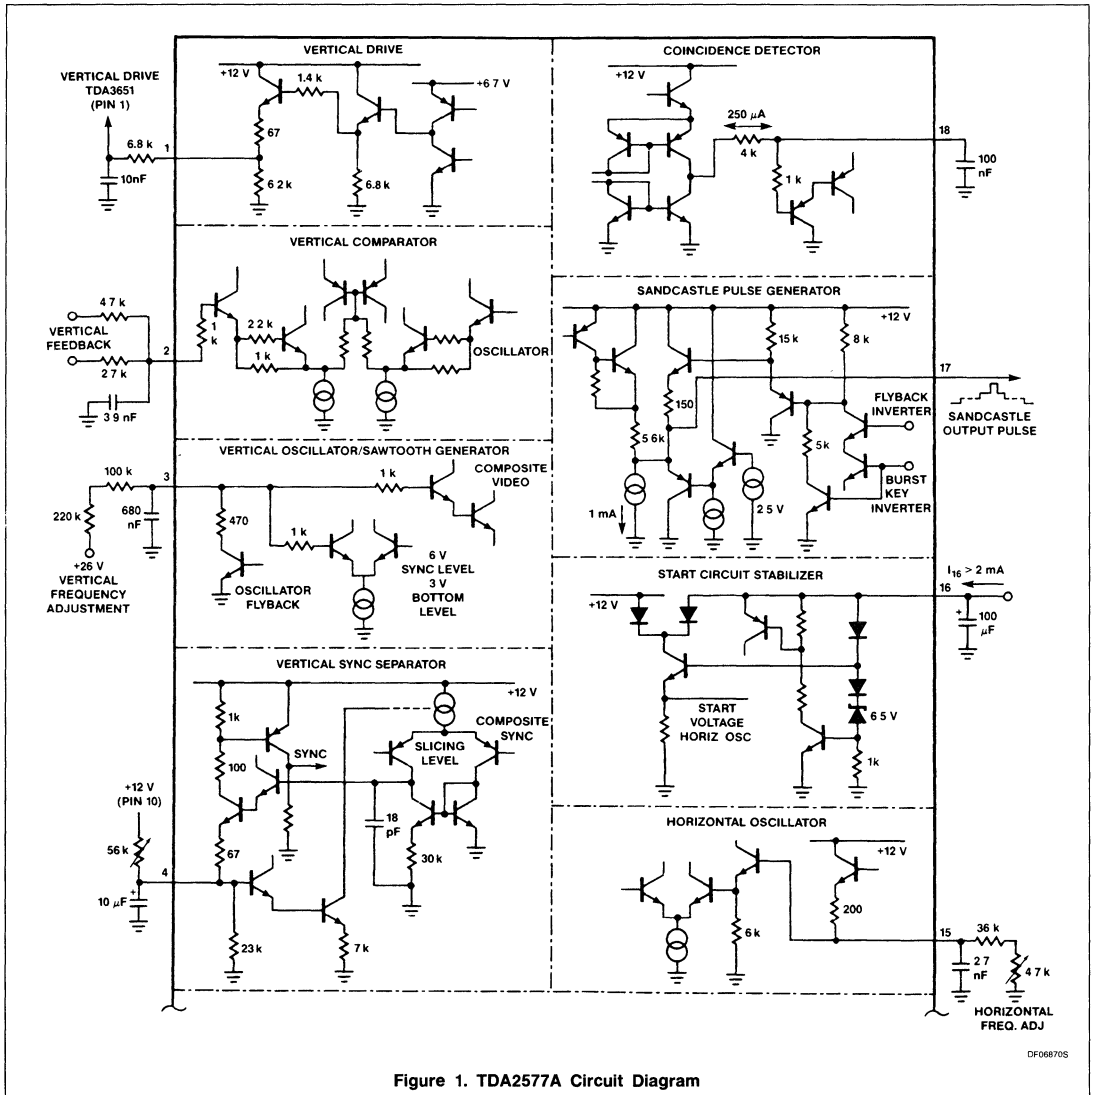 VERTICAL DRIVE
+12 V
1.4 k
+6 7 V
VERTICAL DRIVE
TDA3651
(PIN 1)
6.8 k
1
10nF
67
6 2 k
6.8 k
COINCIDENCE DETECTOR
+12 V
250 µA
4 k
1 k
18
100
nF
VERTICAL COMPARATOR
4 7 k
VERTICAL
FEEDBACK
2 7 k
3 9 nF
2
1
k
2 2 k
1 k
OSCILLATOR
SANDCASTLE PULSE GENERATOR
+12 V
15 k
8 k
17
150
5 6 k
5 k
FLYBACK
INVERTER
SANDCASTLE
OUTPUT PULSE
BURST
KEY
INVERTER
1 mA
2 5 V
VERTICAL OSCILLATOR/SAWTOOTH GENERATOR
100 k
3
220 k
680
nF
+26 V
VERTICAL
FREQUENCY
ADJUSTMENT
470
1 k
1 k
COMPOSITE
VIDEO
OSCILLATOR
FLYBACK
6 V
SYNC LEVEL
3 V
BOTTOM
LEVEL
START CIRCUIT STABILIZER
+12 V
I16 > 2 mA
16
+
100
µF
START
VOLTAGE
HORIZ OSC
6 5 V
1k
VERTICAL SYNC SEPARATOR
+12 V
1k
100
SYNC
SLICING
LEVEL
COMPOSITE
SYNC
+12 V
(PIN 10)
56 k
4
+
10 µF
67
18
pF
30 k
23 k
7 k
HORIZONTAL OSCILLATOR
+12 V
200
6 k
15
36 k
2 7
nF
4 7 k
HORIZONTAL
FREQ. ADJ
DF06870S
Figure 1. TDA2577A Circuit Diagram